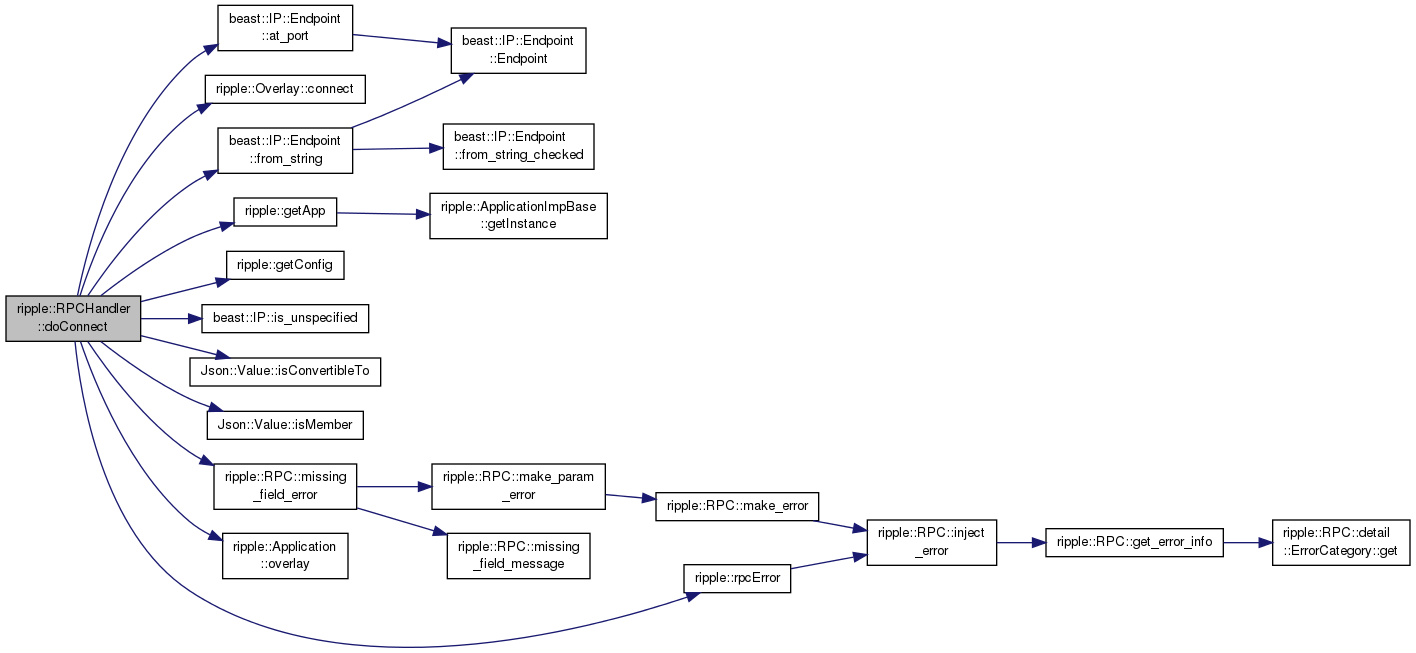 beast::IP::Endpoint
::at_port
beast::IP::Endpoint
::Endpoint
ripple::Overlay::connect
beast::IP::Endpoint
::from_string
beast::IP::Endpoint
::from_string_checked
ripple::getApp
ripple::ApplicationImpBase
::getInstance
ripple::getConfig
ripple::RPCHandler
::doConnect
beast::IP::is_unspecified
Json::Value::isConvertibleTo
Json::Value::isMember
ripple::RPC::missing
_field_error
ripple::RPC::make_param
_error
ripple::RPC::make_error
ripple::Application
::overlay
ripple::RPC::missing
_field_message
ripple::rpcError
ripple::RPC::inject
_error
ripple::RPC::get_error_info
ripple::RPC::detail
::ErrorCategory::get